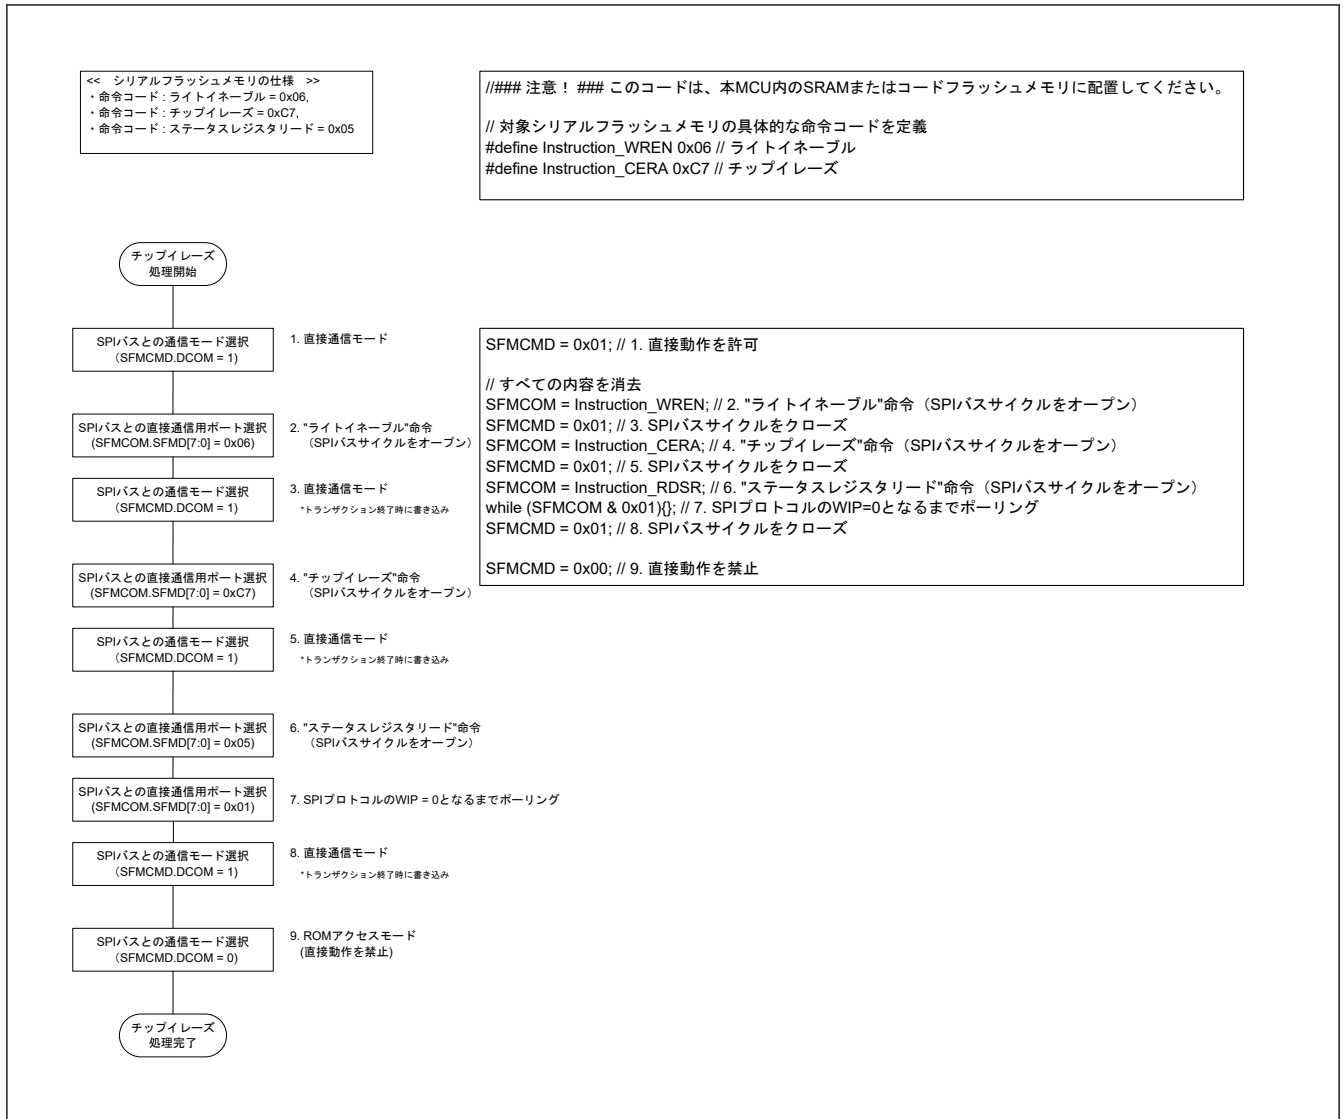 <<　シリアルフラッシュメモリの仕様　>>
・命令コード : ライトイネーブル = 0x06,
・命令コード : チップイレーズ = 0xC7,
・命令コード : ステータスレジスタリード = 0x05
//### 注意！ ### このコードは、本MCU内のSRAMまたはコードフラッシュメモリに配置してください。
// 対象シリアルフラッシュメモリの具体的な命令コードを定義
#define Instruction_WREN 0x06 // ライトイネーブル
#define Instruction_CERA 0xC7 // チップイレーズ
チップイレーズ
処理開始
SPIバスとの通信モード選択
（SFMCMD.DCOM = 1)
1. 直接通信モード
SPIバスとの直接通信用ポート選択
(SFMCOM.SFMD[7:0] = 0x06)
2. "ライトイネーブル"命令
（SPIバスサイクルをオープン）
SPIバスとの通信モード選択
（SFMCMD.DCOM = 1)
3. 直接通信モード
*トランザクション終了時に書き込み
SPIバスとの直接通信用ポート選択
(SFMCOM.SFMD[7:0] = 0xC7)
4. "チップイレーズ"命令
（SPIバスサイクルをオープン）
SPIバスとの通信モード選択
（SFMCMD.DCOM = 1)
5. 直接通信モード
*トランザクション終了時に書き込み
SPIバスとの直接通信用ポート選択
(SFMCOM.SFMD[7:0] = 0x05)
6. "ステータスレジスタリード"命令
（SPIバスサイクルをオープン）
SPIバスとの直接通信用ポート選択
(SFMCOM.SFMD[7:0] = 0x01)
7. SPIプロトコルのWIP = 0となるまでポーリング
SPIバスとの通信モード選択
（SFMCMD.DCOM = 1)
8. 直接通信モード
*トランザクション終了時に書き込み
SPIバスとの通信モード選択
（SFMCMD.DCOM = 0)
9. ROMアクセスモード
(直接動作を禁止)
チップイレーズ
処理完了
SFMCMD = 0x01; // 1. 直接動作を許可
// すべての内容を消去
SFMCOM = Instruction_WREN; // 2. "ライトイネーブル"命令（SPIバスサイクルをオープン）
SFMCMD = 0x01; // 3. SPIバスサイクルをクローズ
SFMCOM = Instruction_CERA; // 4. "チップイレーズ"命令（SPIバスサイクルをオープン）
SFMCMD = 0x01; // 5. SPIバスサイクルをクローズ
SFMCOM = Instruction_RDSR; // 6. "ステータスレジスタリード"命令（SPIバスサイクルをオープン）
while (SFMCOM & 0x01){}; // 7. SPIプロトコルのWIP=0となるまでポーリング
SFMCMD = 0x01; // 8. SPIバスサイクルをクローズ
SFMCMD = 0x00; // 9. 直接動作を禁止